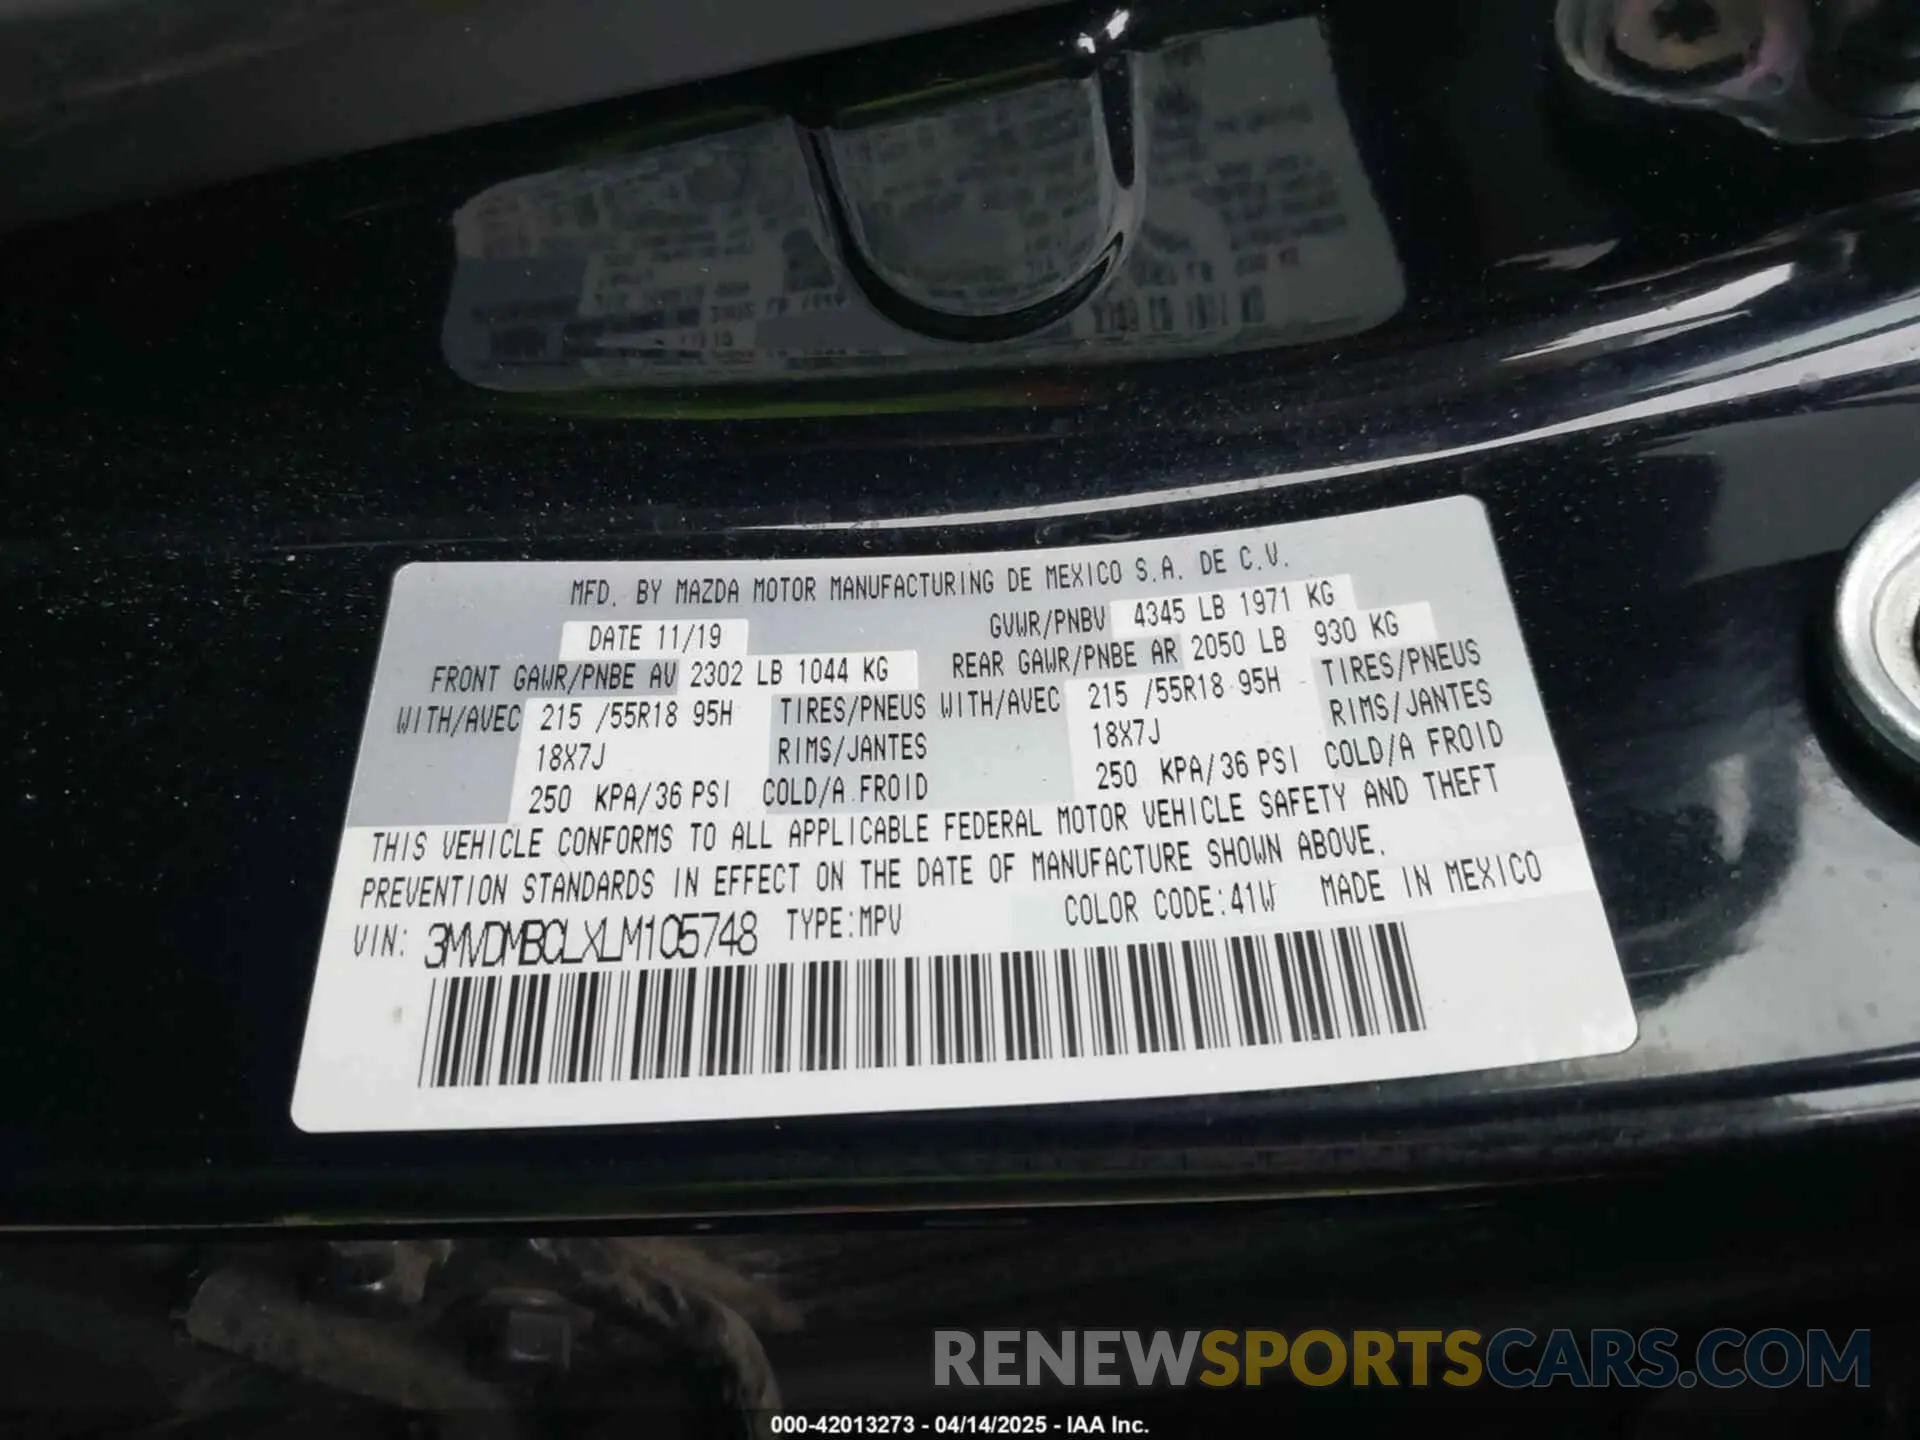 MFD. BY MAZDA MOTOR MANUFACTURING DE MEXICO S.A. DE C.V.
DATE 11/19 GVWR/PNBV 4345 LB 1971 KG
FRONT GAWR/PNBE AV 2302 LB 1044 KG REAR GAWR/PNBE AR 2050 LB 930 KG
WITH/AVEC 215 /55R18 95H TIRES/PNEUS WITH/AVEC 215 /55R18 95H TIRES/PNEUS
18X7J RIMS/JANTES 18X7J RIMS/JANTES
250 KPA/36 PSI COLD/A FROID 250 KPA/36 PSI COLD/A FROID
THIS VEHICLE CONFORMS TO ALL APPLICABLE FEDERAL MOTOR VEHICLE SAFETY AND THEFT
PREVENTION STANDARDS IN EFFECT ON THE DATE OF MANUFACTURE SHOWN ABOVE.
VIN: 3MVDMBCLXLM105748 TYPE:MPV COLOR CODE:41W MADE IN MEXICO
RENEWSPORTSCARS.COM
000-42013273 - 04/14/2025 - IAA Inc.